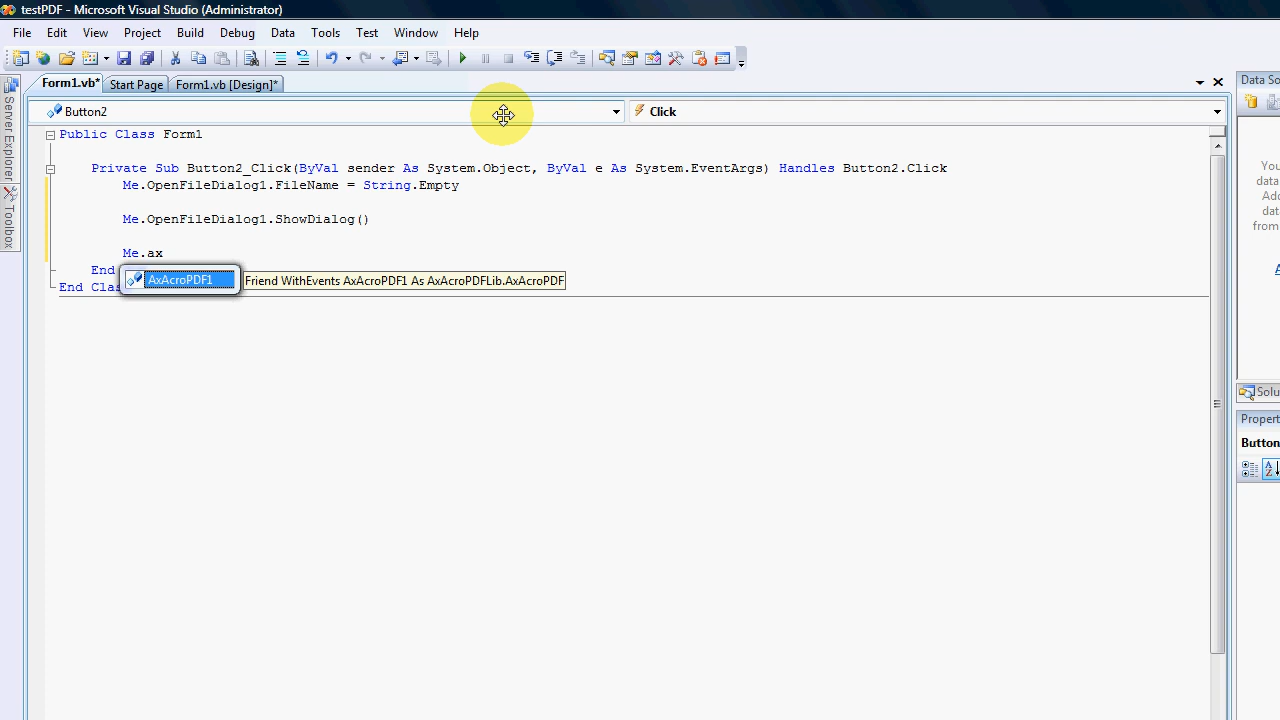 testPDF - Microsoft Visual Studio (Administrator)
File Edit View Project Build Debug Data Tools Test Window Help
Form1.vb* Start Page Form1.vb [Design]*
Data So
Server Explorer
Toolbox
Button2 Click
Public Class Form1
Private Sub Button2_Click(ByVal sender As System.Object, ByVal e As System.EventArgs) Handles Button2.Click
Me.OpenFileDialog1.FileName = String.Empty
Me.OpenFileDialog1.ShowDialog()
Me.ax
End
AxAcroPDF1 Friend WithEvents AxAcroPDF1 As AxAcroPDFLib.AxAcroPDF
End Clas
You
data
Add
dat
from
Solu
Propert
Button